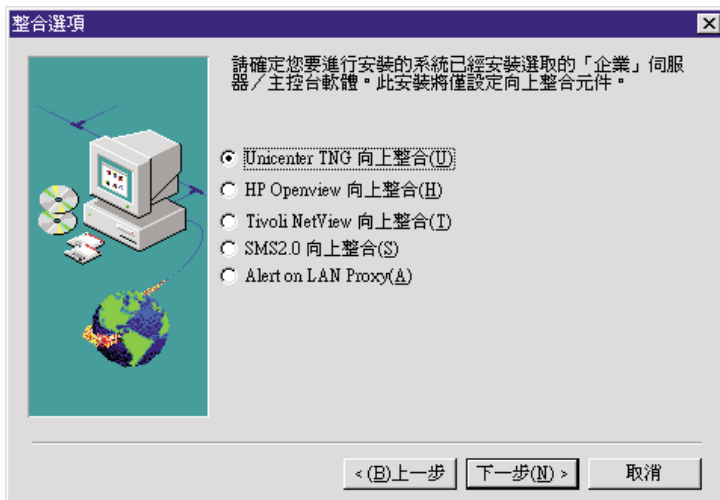 整合選項
請確定您要進行安裝的系統已經安裝選取的「企業」伺服
器／主控台軟體。此安裝將僅設定向上整合元件。
Unicenter TNG 向上整合(U)
HP Openview 向上整合(H)
Tivoli NetView 向上整合(T)
SMS2.0 向上整合(S)
Alert on LAN Proxy(A)
<(B)上一步 下一步(N)> 取消